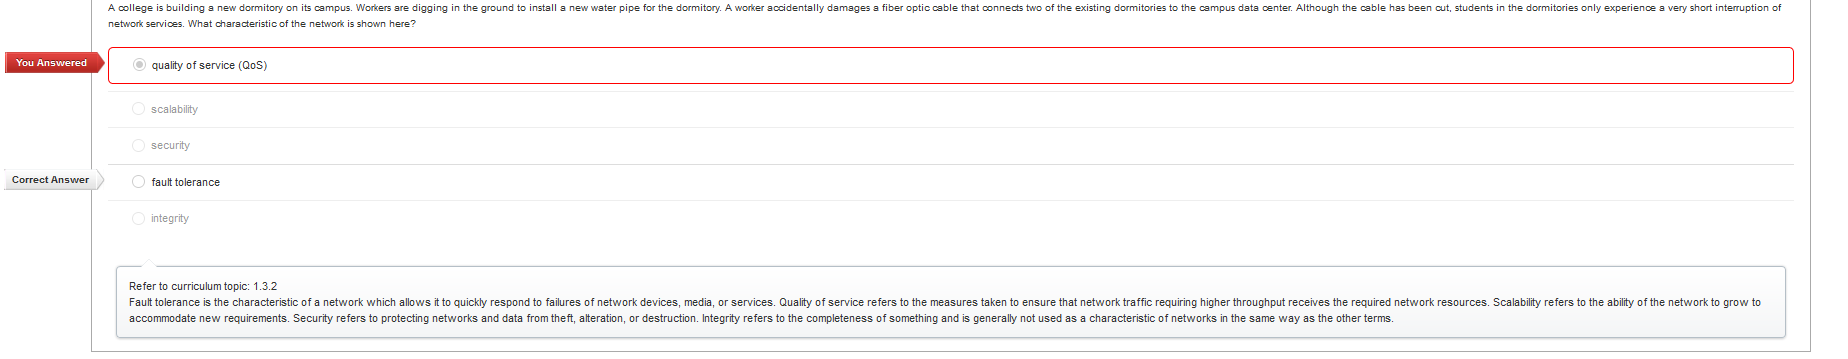 A college is building a new dormitory on its campus. Workers are digging in the ground to install a new water pipe for the dormitory. A worker accidentally damages a fiber optic cable that connects two of the existing dormitories to the campus data center. Although the cable has been cut, students in the dormitories only experience a very short interruption of
network services. What characteristic of the network is shown here?
You Answered
quality of service (QoS)
scalability
security
Correct Answer
fault tolerance
integrity
Refer to curriculum topic: 1.3.2
Fault tolerance is the characteristic of a network which allows it to quickly respond to failures of network devices, media, or services. Quality of service refers to the measures taken to ensure that network traffic requiring higher throughput receives the required network resources. Scalability refers to the ability of the network to grow to
accommodate new requirements. Security refers to protecting networks and data from theft, alteration, or destruction. Integrity refers to the completeness of something and is generally not used as a characteristic of networks in the same way as the other terms.